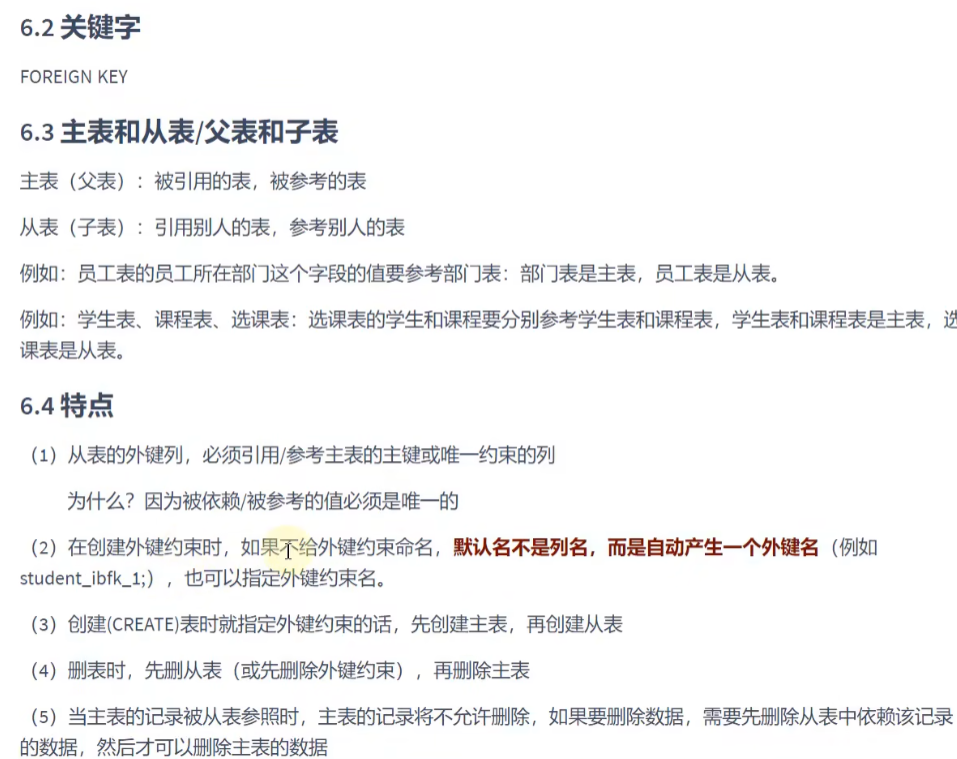 6.2 关键字
FOREIGN KEY
6.3 主表和从表/父表和子表
主表（父表）：被引用的表，被参考的表
从表（子表）：引用别人的表，参考别人的表
例如：员工表的员工所在部门这个字段的值要参考部门表：部门表是主表，员工表是从表。
例如：学生表、课程表、选课表：选课表的学生和课程要分别参考学生表和课程表，学生表和课程表是主表，选
课表是从表。
6.4 特点
（1）从表的外键列，必须引用/参考主表的主键或唯一约束的列
为什么？因为被依赖/被参考的值必须是唯一的
（2）在创建外键约束时，如果不给外键约束命名，默认名不是列名，而是自动产生一个外键名（例如
student_ibfk_1;），也可以指定外键约束名。
（3）创建(CREATE)表时就指定外键约束的话，先创建主表，再创建从表
（4）删表时，先删从表（或先删除外键约束），再删除主表
（5）当主表的记录被从表参照时，主表的记录将不允许删除，如果要删除数据，需要先删除从表中依赖该记录
的数据，然后才可以删除主表的数据